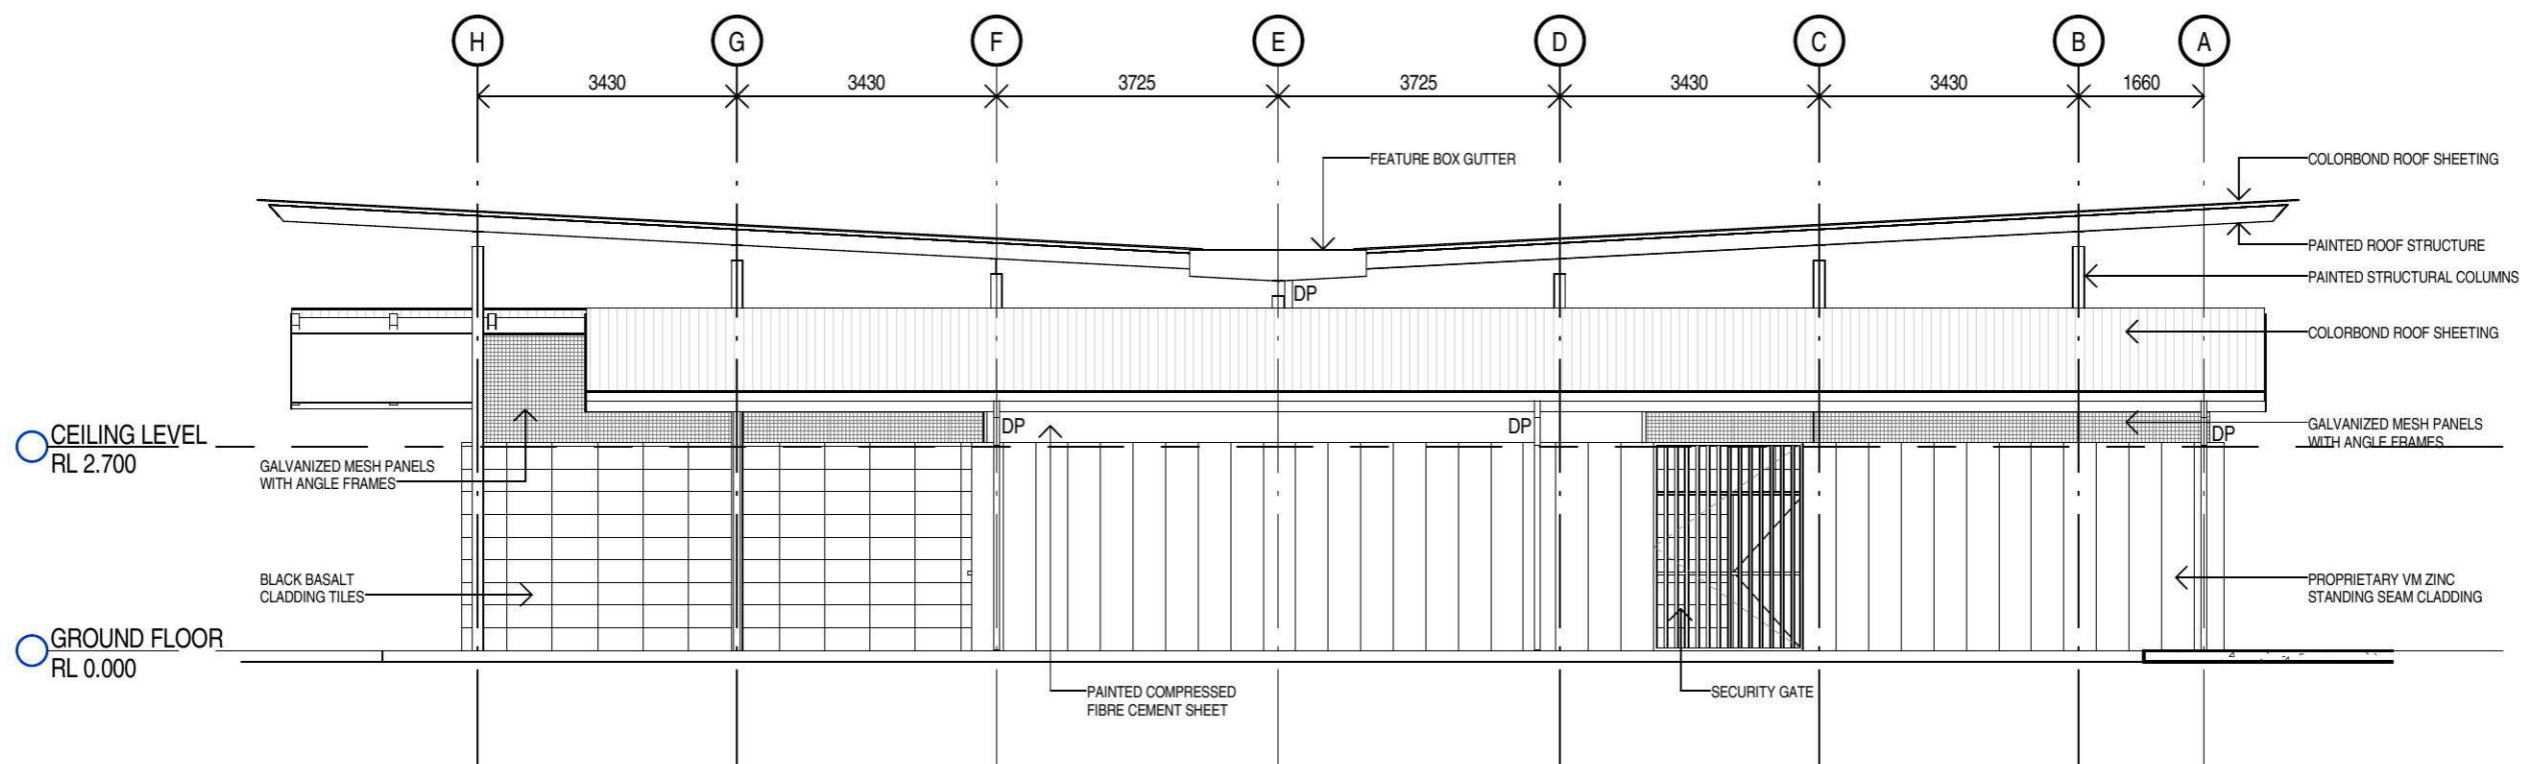 H G F E D C B A
3430 3430 3725 3725 3430 3430 1660
FEATURE BOX GUTTER
COLORBOND ROOF SHEETING
PAINTED ROOF STRUCTURE
PAINTED STRUCTURAL COLUMNS
DP
COLORBOND ROOF SHEETING
DP
DP
DP
GALVANIZED MESH PANELS
WITH ANGLE FRAMES
CEILING LEVEL
RL 2.700
GALVANIZED MESH PANELS
WITH ANGLE FRAMES
BLACK BASALT
CLADDING TILES
PROPRIETARY VM ZINC
STANDING SEAM CLADDING
GROUND FLOOR
RL 0.000
PAINTED COMPRESSED
FIBRE CEMENT SHEET
SECURITY GATE